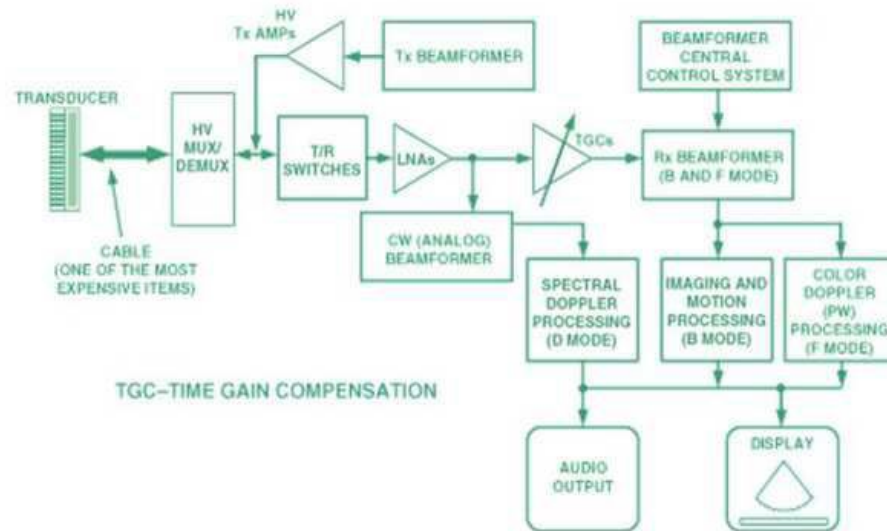 HV
Tx AMPs
Tx BEAMFORMER
BEAMFORMER
CENTRAL
CONTROL SYSTEM
TRANSDUCER
HV
MUX/
DEMUX
T/R
SWITCHES
LNAs
TGCs
Rx BEAMFORMER
(B AND F MODE)
CABLE
(ONE OF THE MOST
EXPENSIVE ITEMS)
CW (ANALOG)
BEAMFORMER
SPECTRAL
DOPPLER
PROCESSING
(D MODE)
IMAGING AND
MOTION
PROCESSING
(B MODE)
COLOR
DOPPLER
(PW)
PROCESSING
(F MODE)
TGC–TIME GAIN COMPENSATION
AUDIO
OUTPUT
DISPLAY